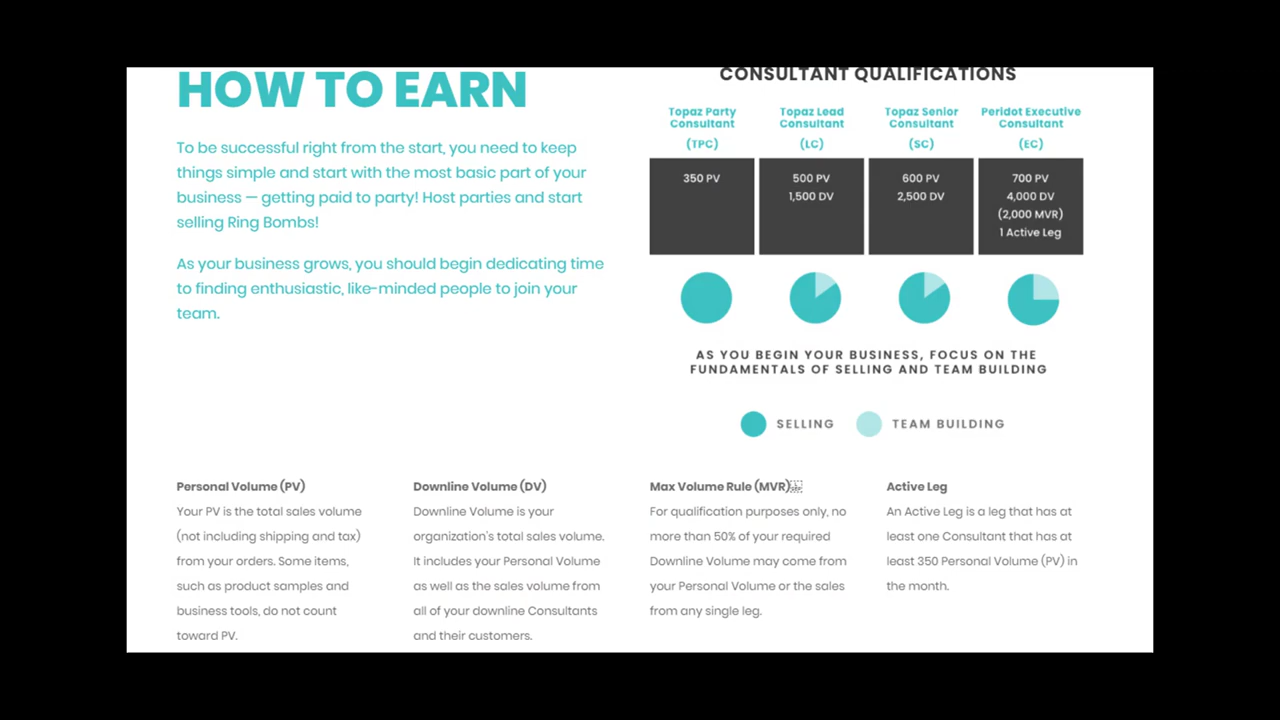 HOW TO EARN
To be successful right from the start, you need to keep
things simple and start with the most basic part of your
business — getting paid to party! Host parties and start
selling Ring Bombs!
As your business grows, you should begin dedicating time
to finding enthusiastic, like-minded people to join your
team.
CONSULTANT QUALIFICATIONS
Topaz Party
Consultant
(TPC)
350 PV
Topaz Lead
Consultant
(LC)
500 PV
1,500 DV
Topaz Senior
Consultant
(SC)
600 PV
2,500 DV
Peridot Executive
Consultant
(EC)
700 PV
4,000 DV
(2,000 MVR)
1 Active Leg
AS YOU BEGIN YOUR BUSINESS, FOCUS ON THE
FUNDAMENTALS OF SELLING AND TEAM BUILDING
SELLING
TEAM BUILDING
Personal Volume (PV)
Your PV is the total sales volume
(not including shipping and tax)
from your orders. Some items,
such as product samples and
business tools, do not count
toward PV.
Downline Volume (DV)
Downline Volume is your
organization's total sales volume.
It includes your Personal Volume
as well as the sales volume from
all of your downline Consultants
and their customers.
Max Volume Rule (MVR)
For qualification purposes only, no
more than 50% of your required
Downline Volume may come from
your Personal Volume or the sales
from any single leg.
Active Leg
An Active Leg is a leg that has at
least one Consultant that has at
least 350 Personal Volume (PV) in
the month.